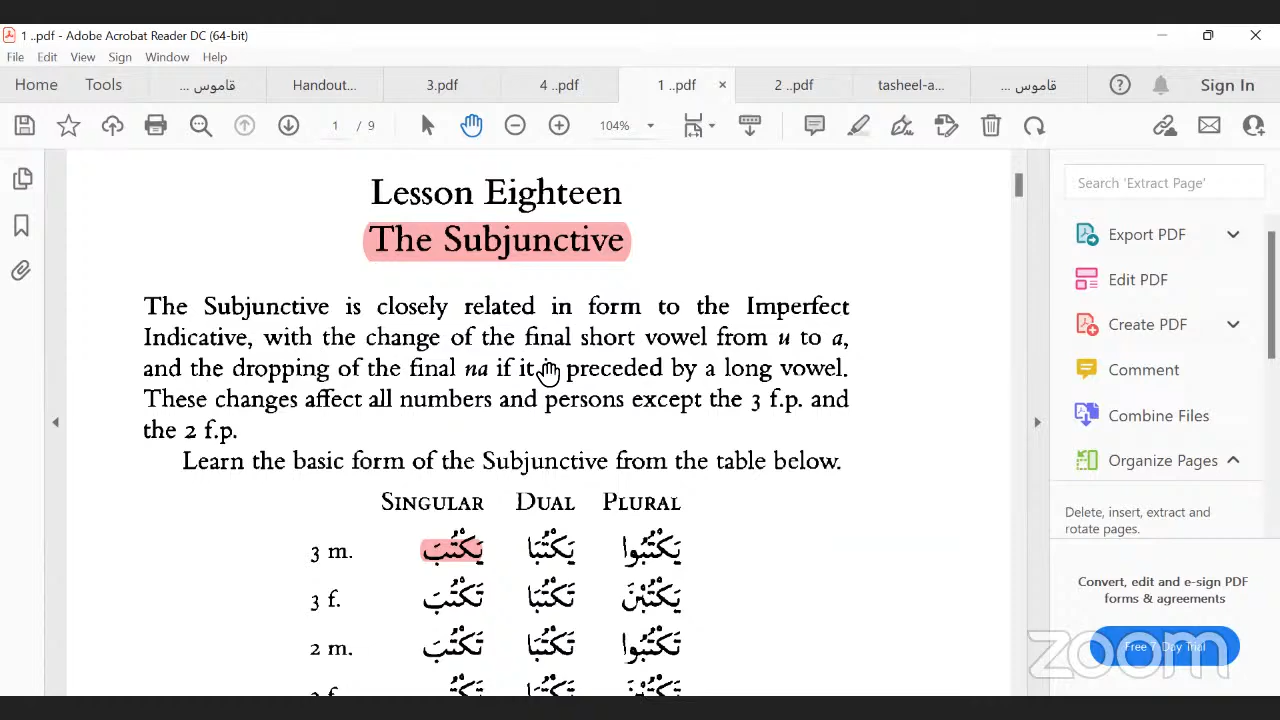 1 ..pdf - Adobe Acrobat Reader DC (64-bit)
File Edit View Sign Window Help
Home Tools قاموس ... Handout... 3.pdf 4 ..pdf 1 ..pdf × 2 ..pdf tasheel-a... قاموس ... Sign In
1 / 9 104%
Lesson Eighteen
The Subjunctive
The Subjunctive is closely related in form to the Imperfect
Indicative, with the change of the final short vowel from u to a,
and the dropping of the final na if it preceded by a long vowel.
These changes affect all numbers and persons except the 3 f.p. and
the 2 f.p.
Learn the basic form of the Subjunctive from the table below.
SINGULAR DUAL PLURAL
3 m. يَكْتُبَ يَكْتُبَا يَكْتُبُوا
3 f. تَكْتُبَ تَكْتُبَا يَكْتُبْنَ
2 m. تَكْتُبَ تَكْتُبَا تَكْتُبُوا
Search 'Extract Page'
Export PDF
Edit PDF
Create PDF
Comment
Combine Files
Organize Pages
Delete, insert, extract and
rotate pages.
Convert, edit and e-sign PDF
forms & agreements
Free 7-Day Trial
zoom